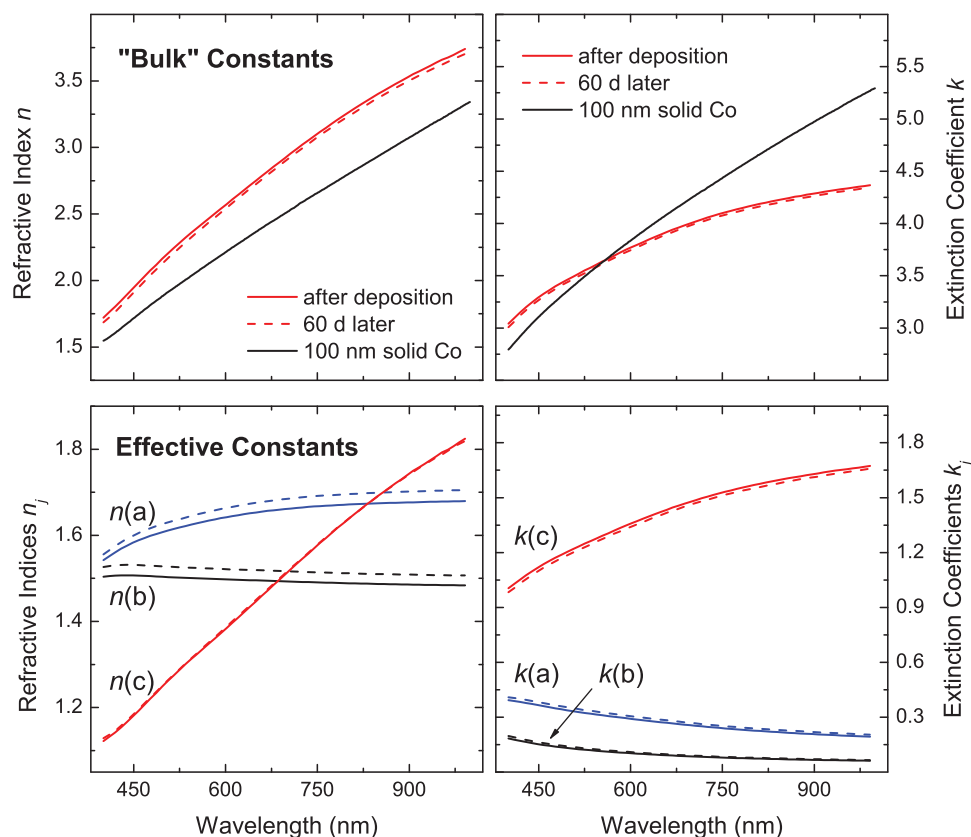 "Bulk" Constants
Refractive Index n
3.5
3.0
2.5
2.0
1.5
after deposition
60 d later
100 nm solid Co
after deposition
60 d later
100 nm solid Co
5.5
5.0
4.5
4.0
3.5
3.0
Extinction Coefficient k
Effective Constants
Refractive Indices nj
1.8
1.6
1.4
1.2
n(a)
n(b)
n(c)
450 600 750 900
Wavelength (nm)
k(c)
k(a)
k(b)
1.8
1.5
1.2
0.9
0.6
0.3
Extinction Coefficients kj
450 600 750 900
Wavelength (nm)